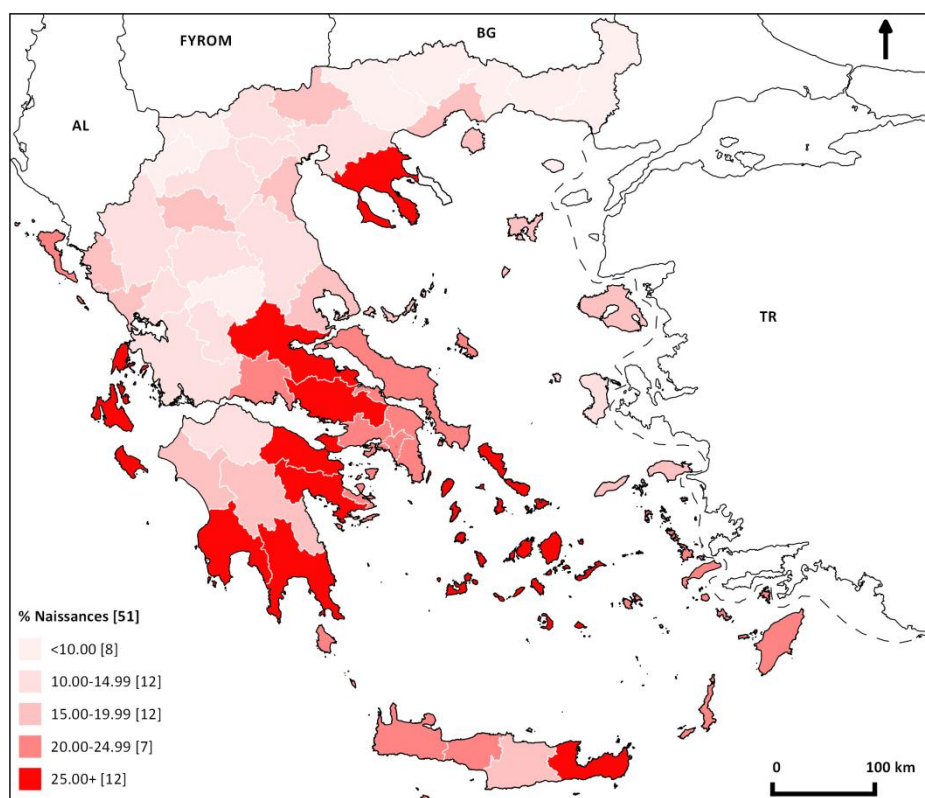 FYROM
BG
AL
TR
% Naissances [51]
<10.00 [8]
10.00-14.99 [12]
15.00-19.99 [12]
20.00-24.99 [7]
25.00+ [12]
0 100 km